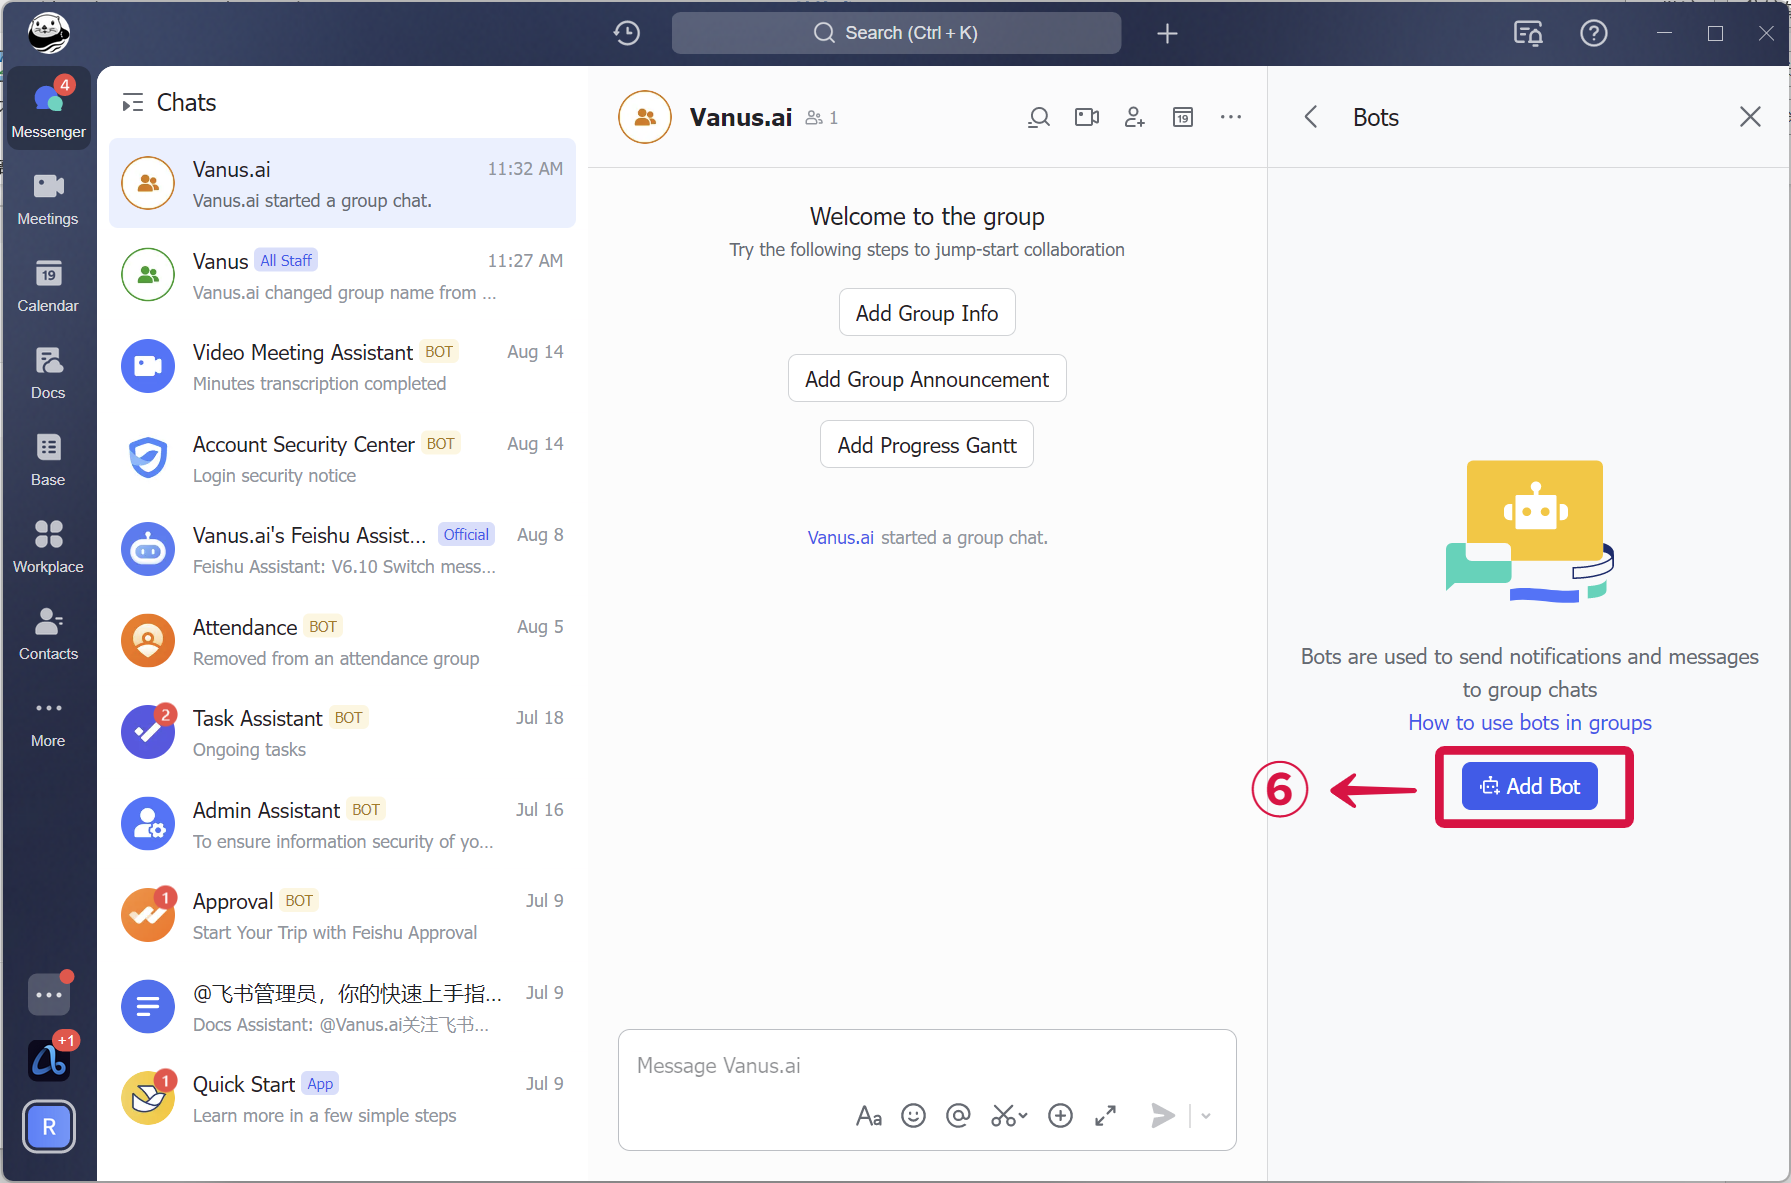 Search (Ctrl + K)
4
Messenger
Meetings
19
Calendar
Docs
Base
Workplace
Contacts
More
+1
R
Chats
Vanus.ai
11:32 AM
Vanus.ai started a group chat.
Vanus All Staff
11:27 AM
Vanus.ai changed group name from ...
Video Meeting Assistant BOT
Aug 14
Minutes transcription completed
Account Security Center BOT
Aug 14
Login security notice
Vanus.ai's Feishu Assist... Official
Aug 8
Feishu Assistant: V6.10 Switch mess...
Attendance BOT
Aug 5
Removed from an attendance group
2
Task Assistant BOT
Jul 18
Ongoing tasks
Admin Assistant BOT
Jul 16
To ensure information security of yo...
1
Approval BOT
Jul 9
Start Your Trip with Feishu Approval
@飞书管理员，你的快速上手指...
Jul 9
Docs Assistant: @Vanus.ai关注飞书...
1
Quick Start App
Jul 9
Learn more in a few simple steps
Vanus.ai 1
19
Welcome to the group
Try the following steps to jump-start collaboration
Add Group Info
Add Group Announcement
Add Progress Gantt
Vanus.ai started a group chat.
Message Vanus.ai
Aa
Bots
Bots are used to send notifications and messages
to group chats
How to use bots in groups
Add Bot
⑥